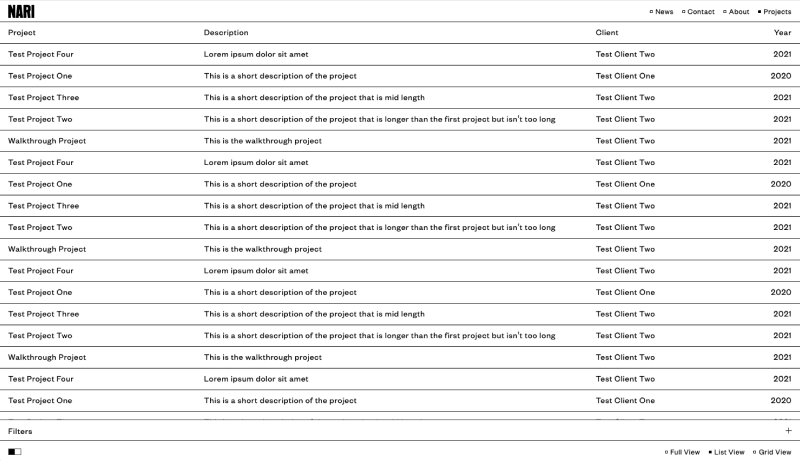 NARI News Contact About Projects
Project Description Client Year
Test Project Four Lorem ipsum dolor sit amet Test Client Two 2021
Test Project One This is a short description of the project Test Client One 2020
Test Project Three This is a short description of the project that is mid length Test Client Two 2021
Test Project Two This is a short description of the project that is longer than the first project but isn't too long Test Client Two 2021
Walkthrough Project This is the walkthrough project Test Client Two 2021
Test Project Four Lorem ipsum dolor sit amet Test Client Two 2021
Test Project One This is a short description of the project Test Client One 2020
Test Project Three This is a short description of the project that is mid length Test Client Two 2021
Test Project Two This is a short description of the project that is longer than the first project but isn't too long Test Client Two 2021
Walkthrough Project This is the walkthrough project Test Client Two 2021
Test Project Four Lorem ipsum dolor sit amet Test Client Two 2021
Test Project One This is a short description of the project Test Client One 2020
Test Project Three This is a short description of the project that is mid length Test Client Two 2021
Test Project Two This is a short description of the project that is longer than the first project but isn't too long Test Client Two 2021
Walkthrough Project This is the walkthrough project Test Client Two 2021
Test Project Four Lorem ipsum dolor sit amet Test Client Two 2021
Test Project One This is a short description of the project Test Client One 2020
Filters +
Full View List View Grid View